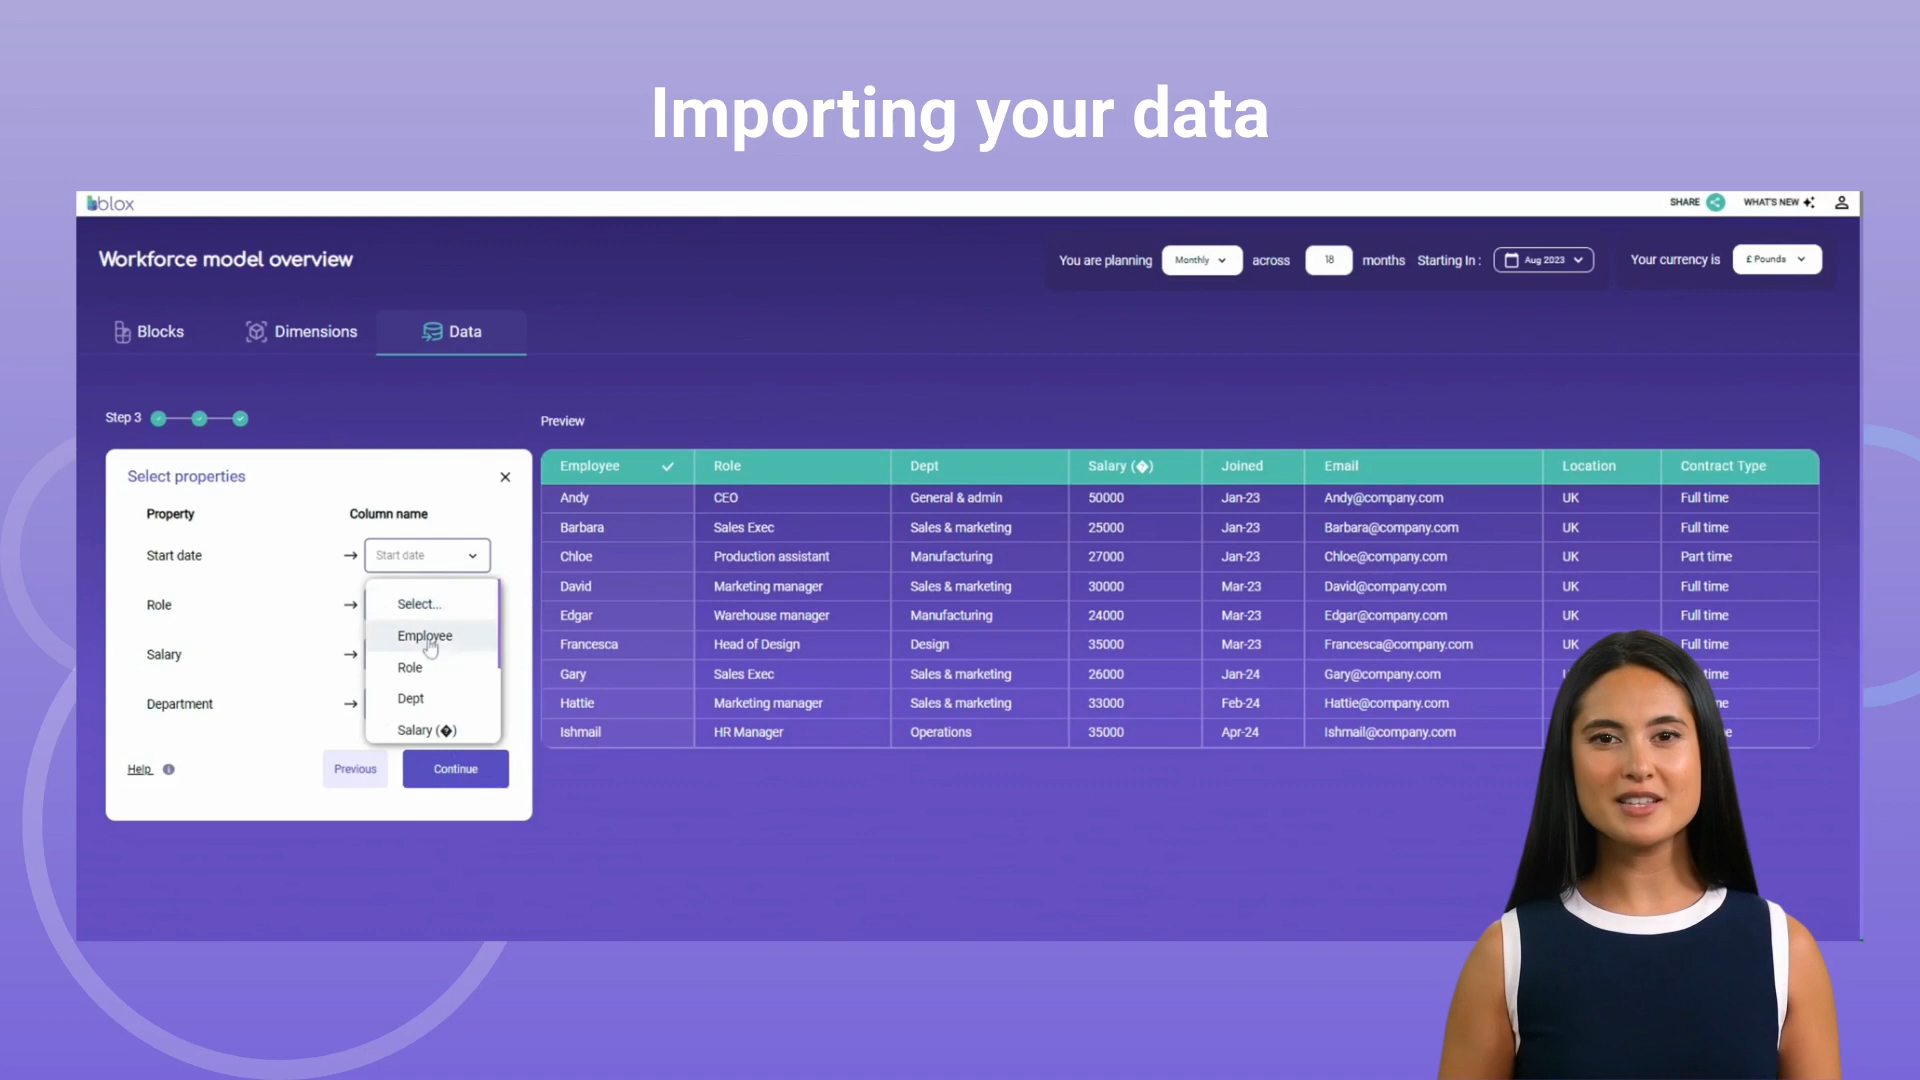 Importing your data
blox
SHARE
WHAT'S NEW
Workforce model overview
You are planning Monthly across 18 months Starting In : Aug 2023
Your currency is £ Pounds
Blocks
Dimensions
Data
Step 3
Preview
Select properties
Property Column name
Start date Start date
Role
Salary
Department
Select...
Employee
Role
Dept
Salary (�)
Help
Previous
Continue
Employee Role Dept Salary (�) Joined Email Location Contract Type
Andy CEO General & admin 50000 Jan-23 Andy@company.com UK Full time
Barbara Sales Exec Sales & marketing 25000 Jan-23 Barbara@company.com UK Full time
Chloe Production assistant Manufacturing 27000 Jan-23 Chloe@company.com UK Part time
David Marketing manager Sales & marketing 30000 Mar-23 David@company.com UK Full time
Edgar Warehouse manager Manufacturing 24000 Mar-23 Edgar@company.com UK Full time
Francesca Head of Design Design 35000 Mar-23 Francesca@company.com UK Full time
Gary Sales Exec Sales & marketing 26000 Jan-24 Gary@company.com time
Hattie Marketing manager Sales & marketing 33000 Feb-24 Hattie@company.com
Ishmail HR Manager Operations 35000 Apr-24 Ishmail@company.com